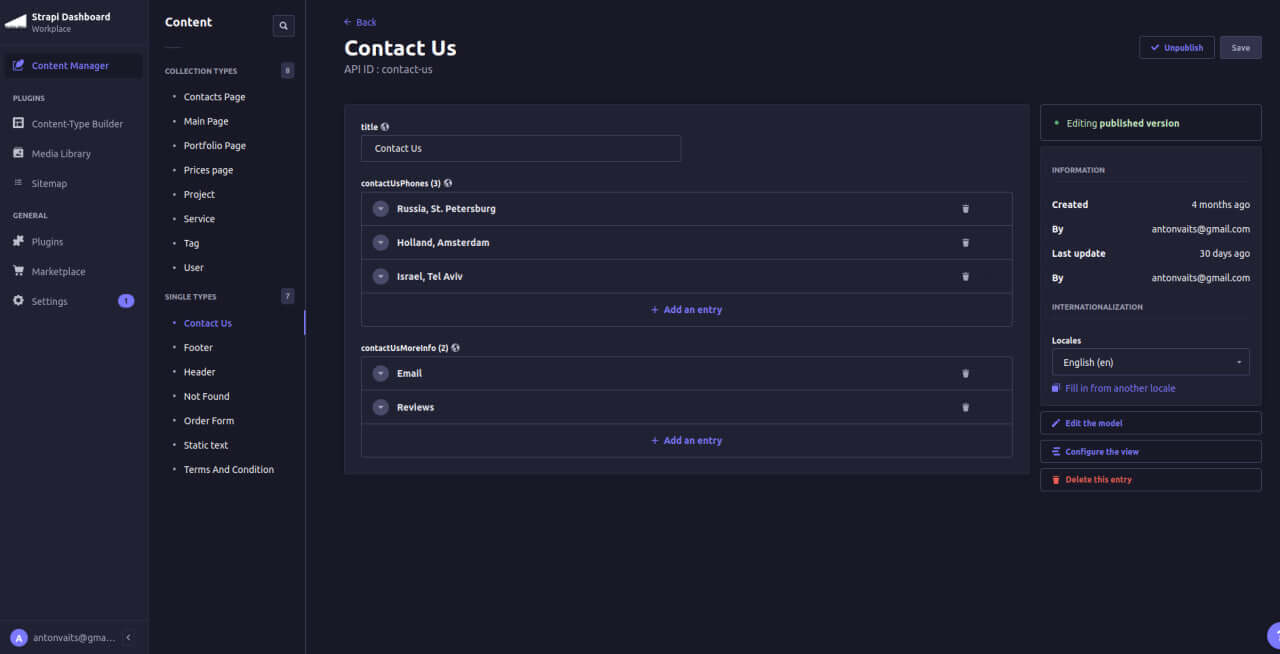 Strapi Dashboard
Workplace
Content Manager
PLUGINS
Content-Type Builder
Media Library
Sitemap
GENERAL
Plugins
Marketplace
Settings
1
A
antonvaits@gma...
Content
COLLECTION TYPES
8
Contacts Page
Main Page
Portfolio Page
Prices page
Project
Service
Tag
User
SINGLE TYPES
7
Contact Us
Footer
Header
Not Found
Order Form
Static text
Terms And Condition
Back
Contact Us
API ID : contact-us
Unpublish
Save
title
Contact Us
contactUsPhones (3)
Russia, St. Petersburg
Holland, Amsterdam
Israel, Tel Aviv
+ Add an entry
contactUsMoreInfo (2)
Email
Reviews
+ Add an entry
Editing published version
INFORMATION
Created 4 months ago
By antonvaits@gmail.com
Last update 30 days ago
By antonvaits@gmail.com
INTERNATIONALIZATION
Locales
English (en)
Fill in from another locale
Edit the model
Configure the view
Delete this entry
?